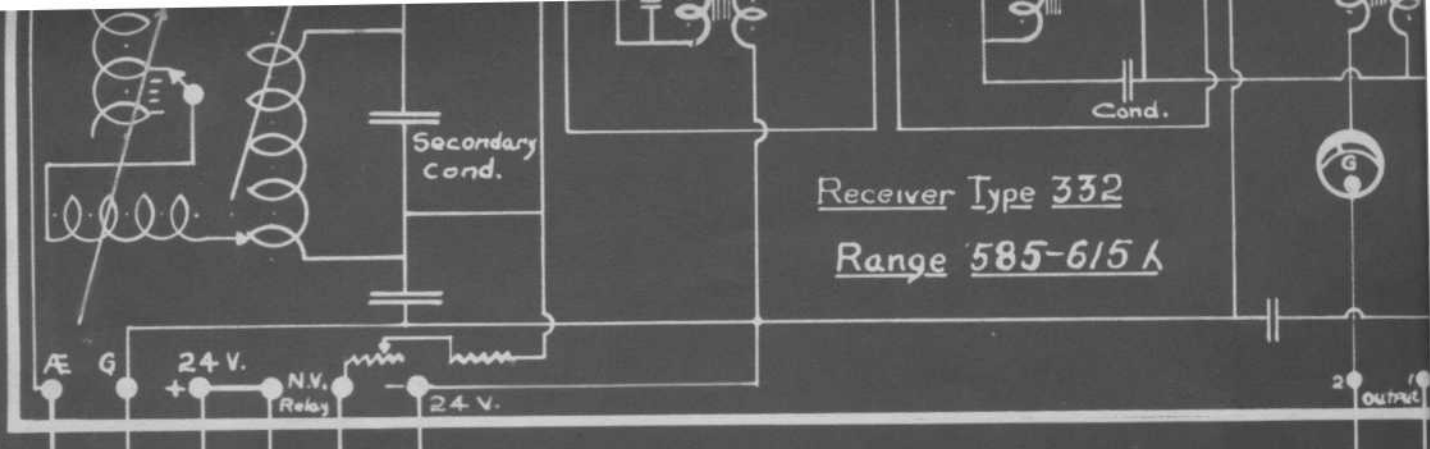 Secondary
Cond.
Cond.
G
Receiver Type 332
Range 585-615 λ
Æ
G
24 V.
+
N.V.
Relay
-
24 V.
2
1
OUTPUT